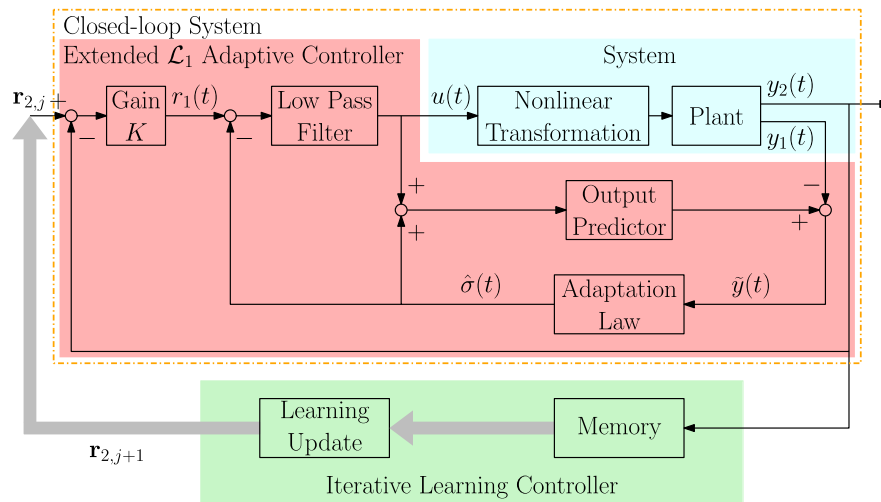 Closed-loop System
Extended 𝓛₁ Adaptive Controller
System
r₂,ⱼ
+
−
Gain
K
r₁(t)
−
Low Pass
Filter
u(t)
Nonlinear
Transformation
Plant
y₂(t)
y₁(t)
+
+
Output
Predictor
−
+
σ̂(t)
Adaptation
Law
ỹ(t)
Learning
Update
Memory
r₂,ⱼ₊₁
Iterative Learning Controller